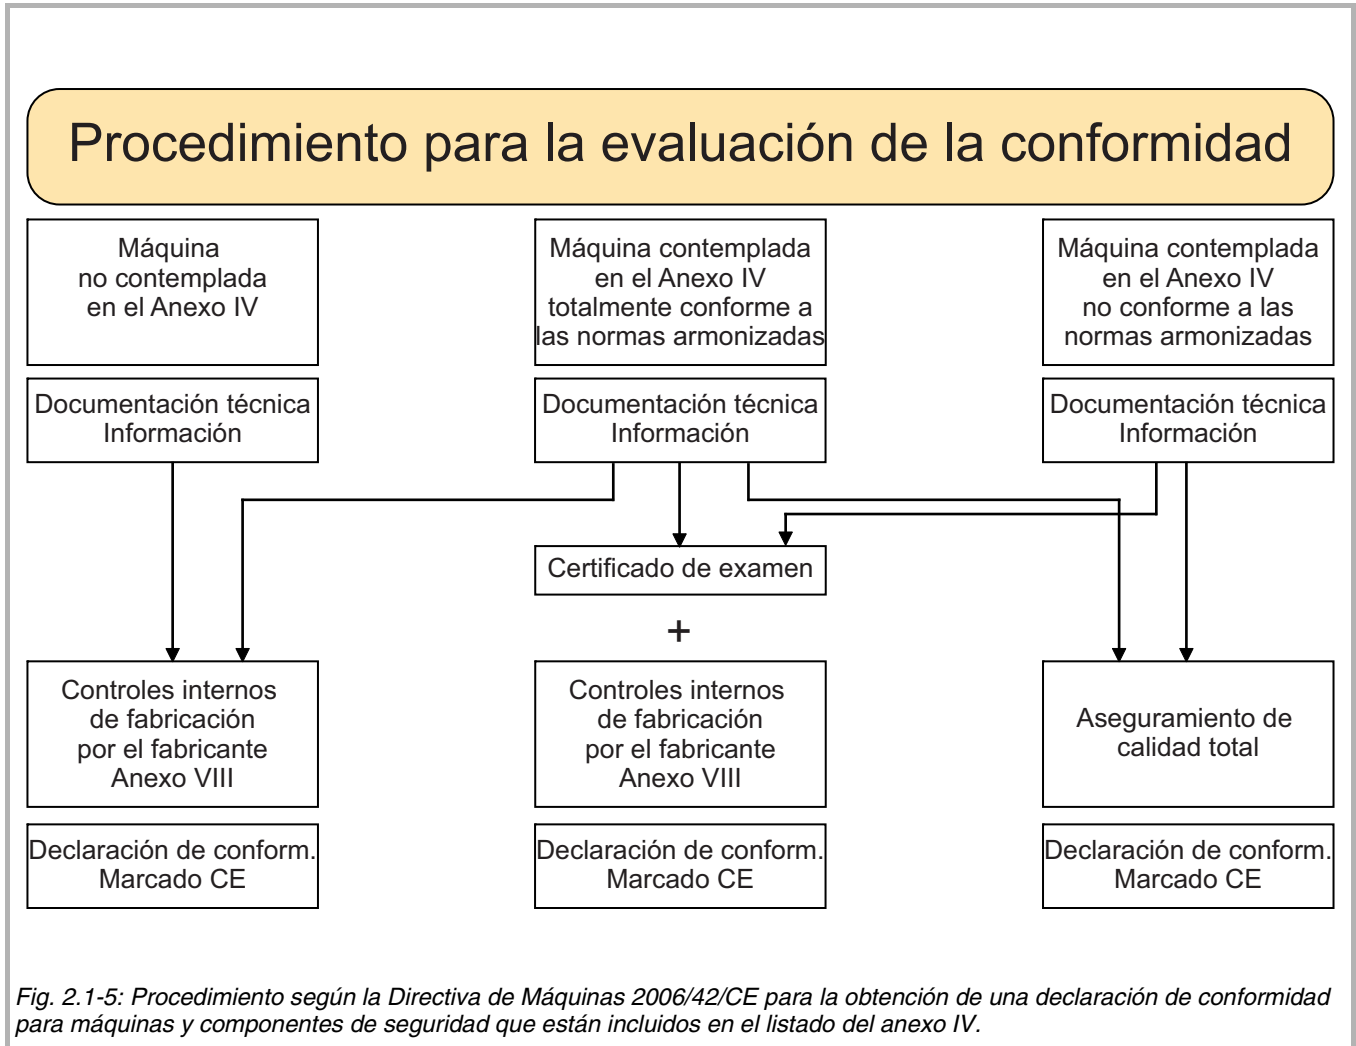 Procedimiento para la evaluación de la conformidad
Máquina
no contemplada
en el Anexo IV
Máquina contemplada
en el Anexo IV
totalmente conforme a
las normas armonizadas
Máquina contemplada
en el Anexo IV
no conforme a las
normas armonizadas
Documentación técnica
Información
Documentación técnica
Información
Documentación técnica
Información
Certificado de examen
+
Controles internos
de fabricación
por el fabricante
Anexo VIII
Controles internos
de fabricación
por el fabricante
Anexo VIII
Aseguramiento de
calidad total
Declaración de conform.
Marcado CE
Declaración de conform.
Marcado CE
Declaración de conform.
Marcado CE
Fig. 2.1-5: Procedimiento según la Directiva de Máquinas 2006/42/CE para la obtención de una declaración de conformidad
para máquinas y componentes de seguridad que están incluidos en el listado del anexo IV.